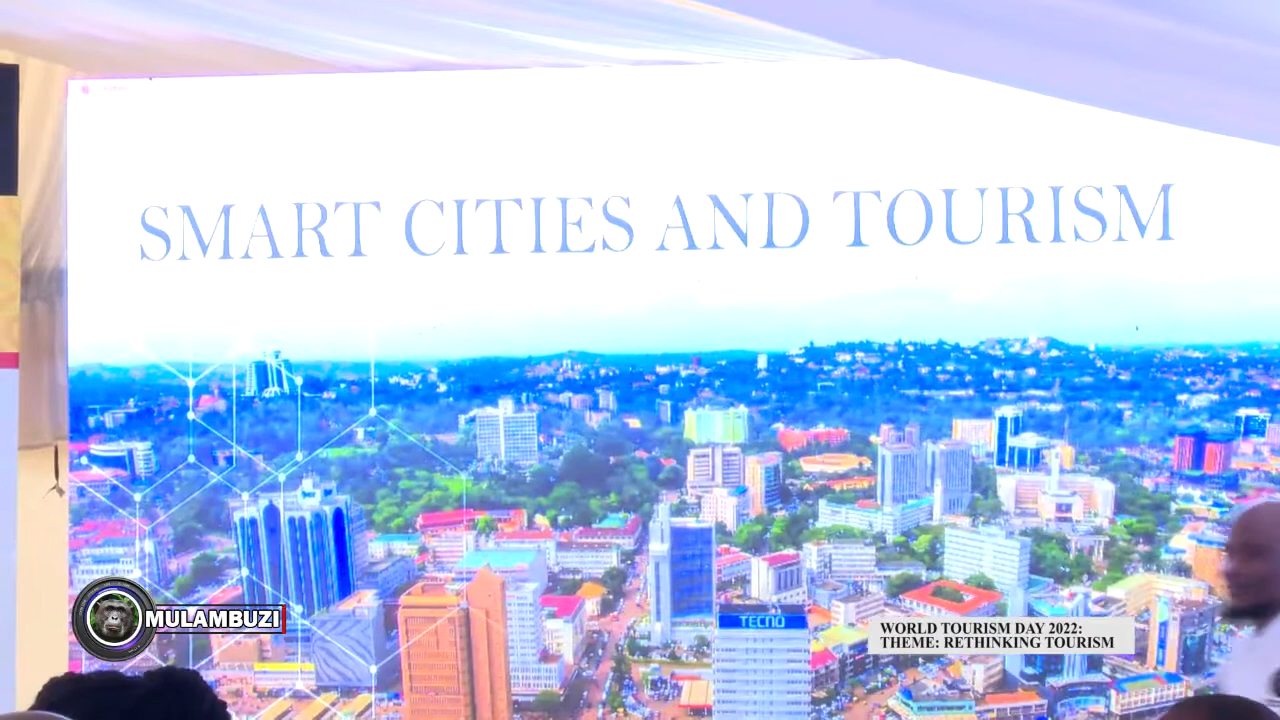 SMART CITIES AND TOURISM
TECNO
MULAMBUZI
WORLD TOURISM DAY 2022:
THEME: RETHINKING TOURISM